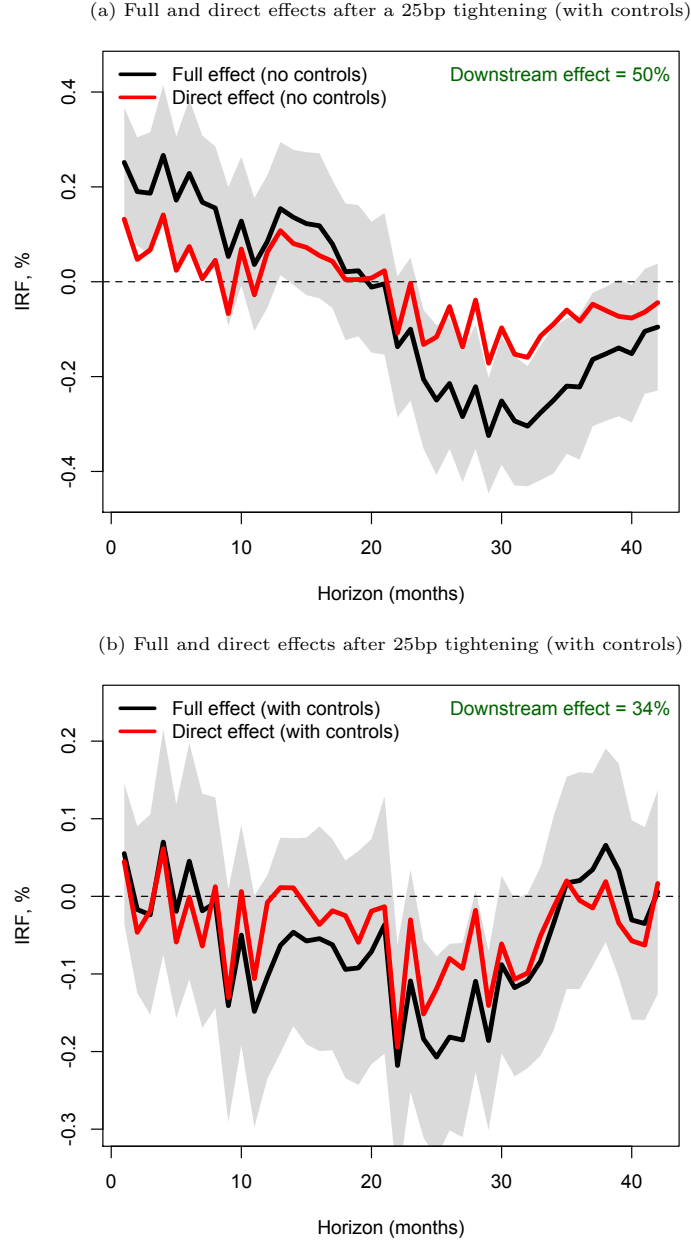 (a) Full and direct effects after a 25bp tightening (with controls)
Full effect (no controls)
Direct effect (no controls)
Downstream effect = 50%
0.4
0.2
0.0
-0.2
-0.4
IRF, %
0 10 20 30 40
Horizon (months)
(b) Full and direct effects after 25bp tightening (with controls)
Full effect (with controls)
Direct effect (with controls)
Downstream effect = 34%
0.2
0.1
0.0
-0.1
-0.2
-0.3
IRF, %
0 10 20 30 40
Horizon (months)